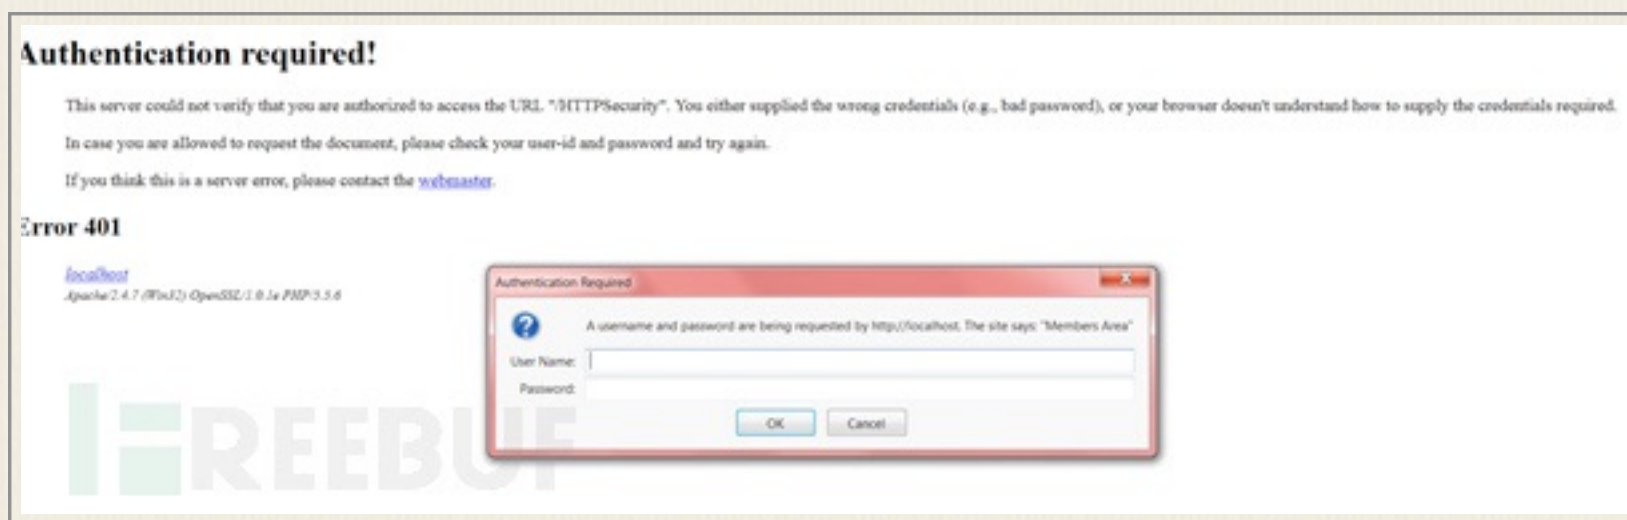 Authentication required!
This server could not verify that you are authorized to access the URL "/HTTPSecurity". You either supplied the wrong credentials (e.g., bad password), or your browser doesn't understand how to supply the credentials required.
In case you are allowed to request the document, please check your user-id and password and try again.
If you think this is a server error, please contact the webmaster.
Error 401
localhost
Apache/2.4.7 (Win32) OpenSSL/1.0.1e PHP/5.5.6
Authentication Required
A username and password are being requested by http://localhost. The site says: "Members Area"
User Name:
Password:
OK Cancel
FREEBUF